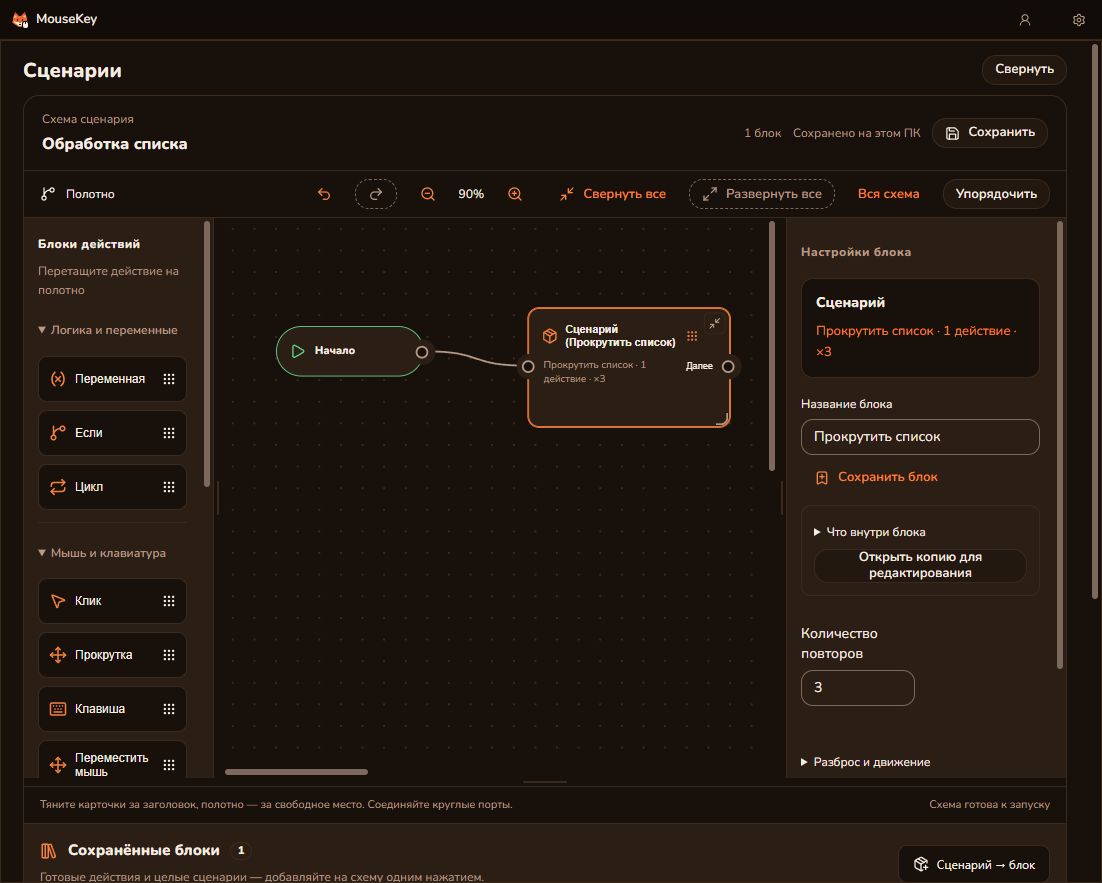 MouseKey
Сценарии
Свернуть
Схема сценария
Обработка списка
1 блок
Сохранено на этом ПК
Сохранить
Полотно
90%
Свернуть все
Развернуть все
Вся схема
Упорядочить
Блоки действий
Перетащите действие на
полотно
Логика и переменные
Переменная
Если
Цикл
Мышь и клавиатура
Клик
Прокрутка
Клавиша
Переместить
мышь
Начало
Сценарий
(Прокрутить список)
Прокрутить список · 1
действие · ×3
Далее
Настройки блока
Сценарий
Прокрутить список · 1 действие ·
×3
Название блока
Прокрутить список
Сохранить блок
Что внутри блока
Открыть копию для
редактирования
Количество
повторов
3
Разброс и движение
Тяните карточки за заголовок, полотно — за свободное место. Соединяйте круглые порты.
Схема готова к запуску
Сохранённые блоки 1
Готовые действия и целые сценарии — добавляйте на схему одним нажатием.
Сценарий → блок